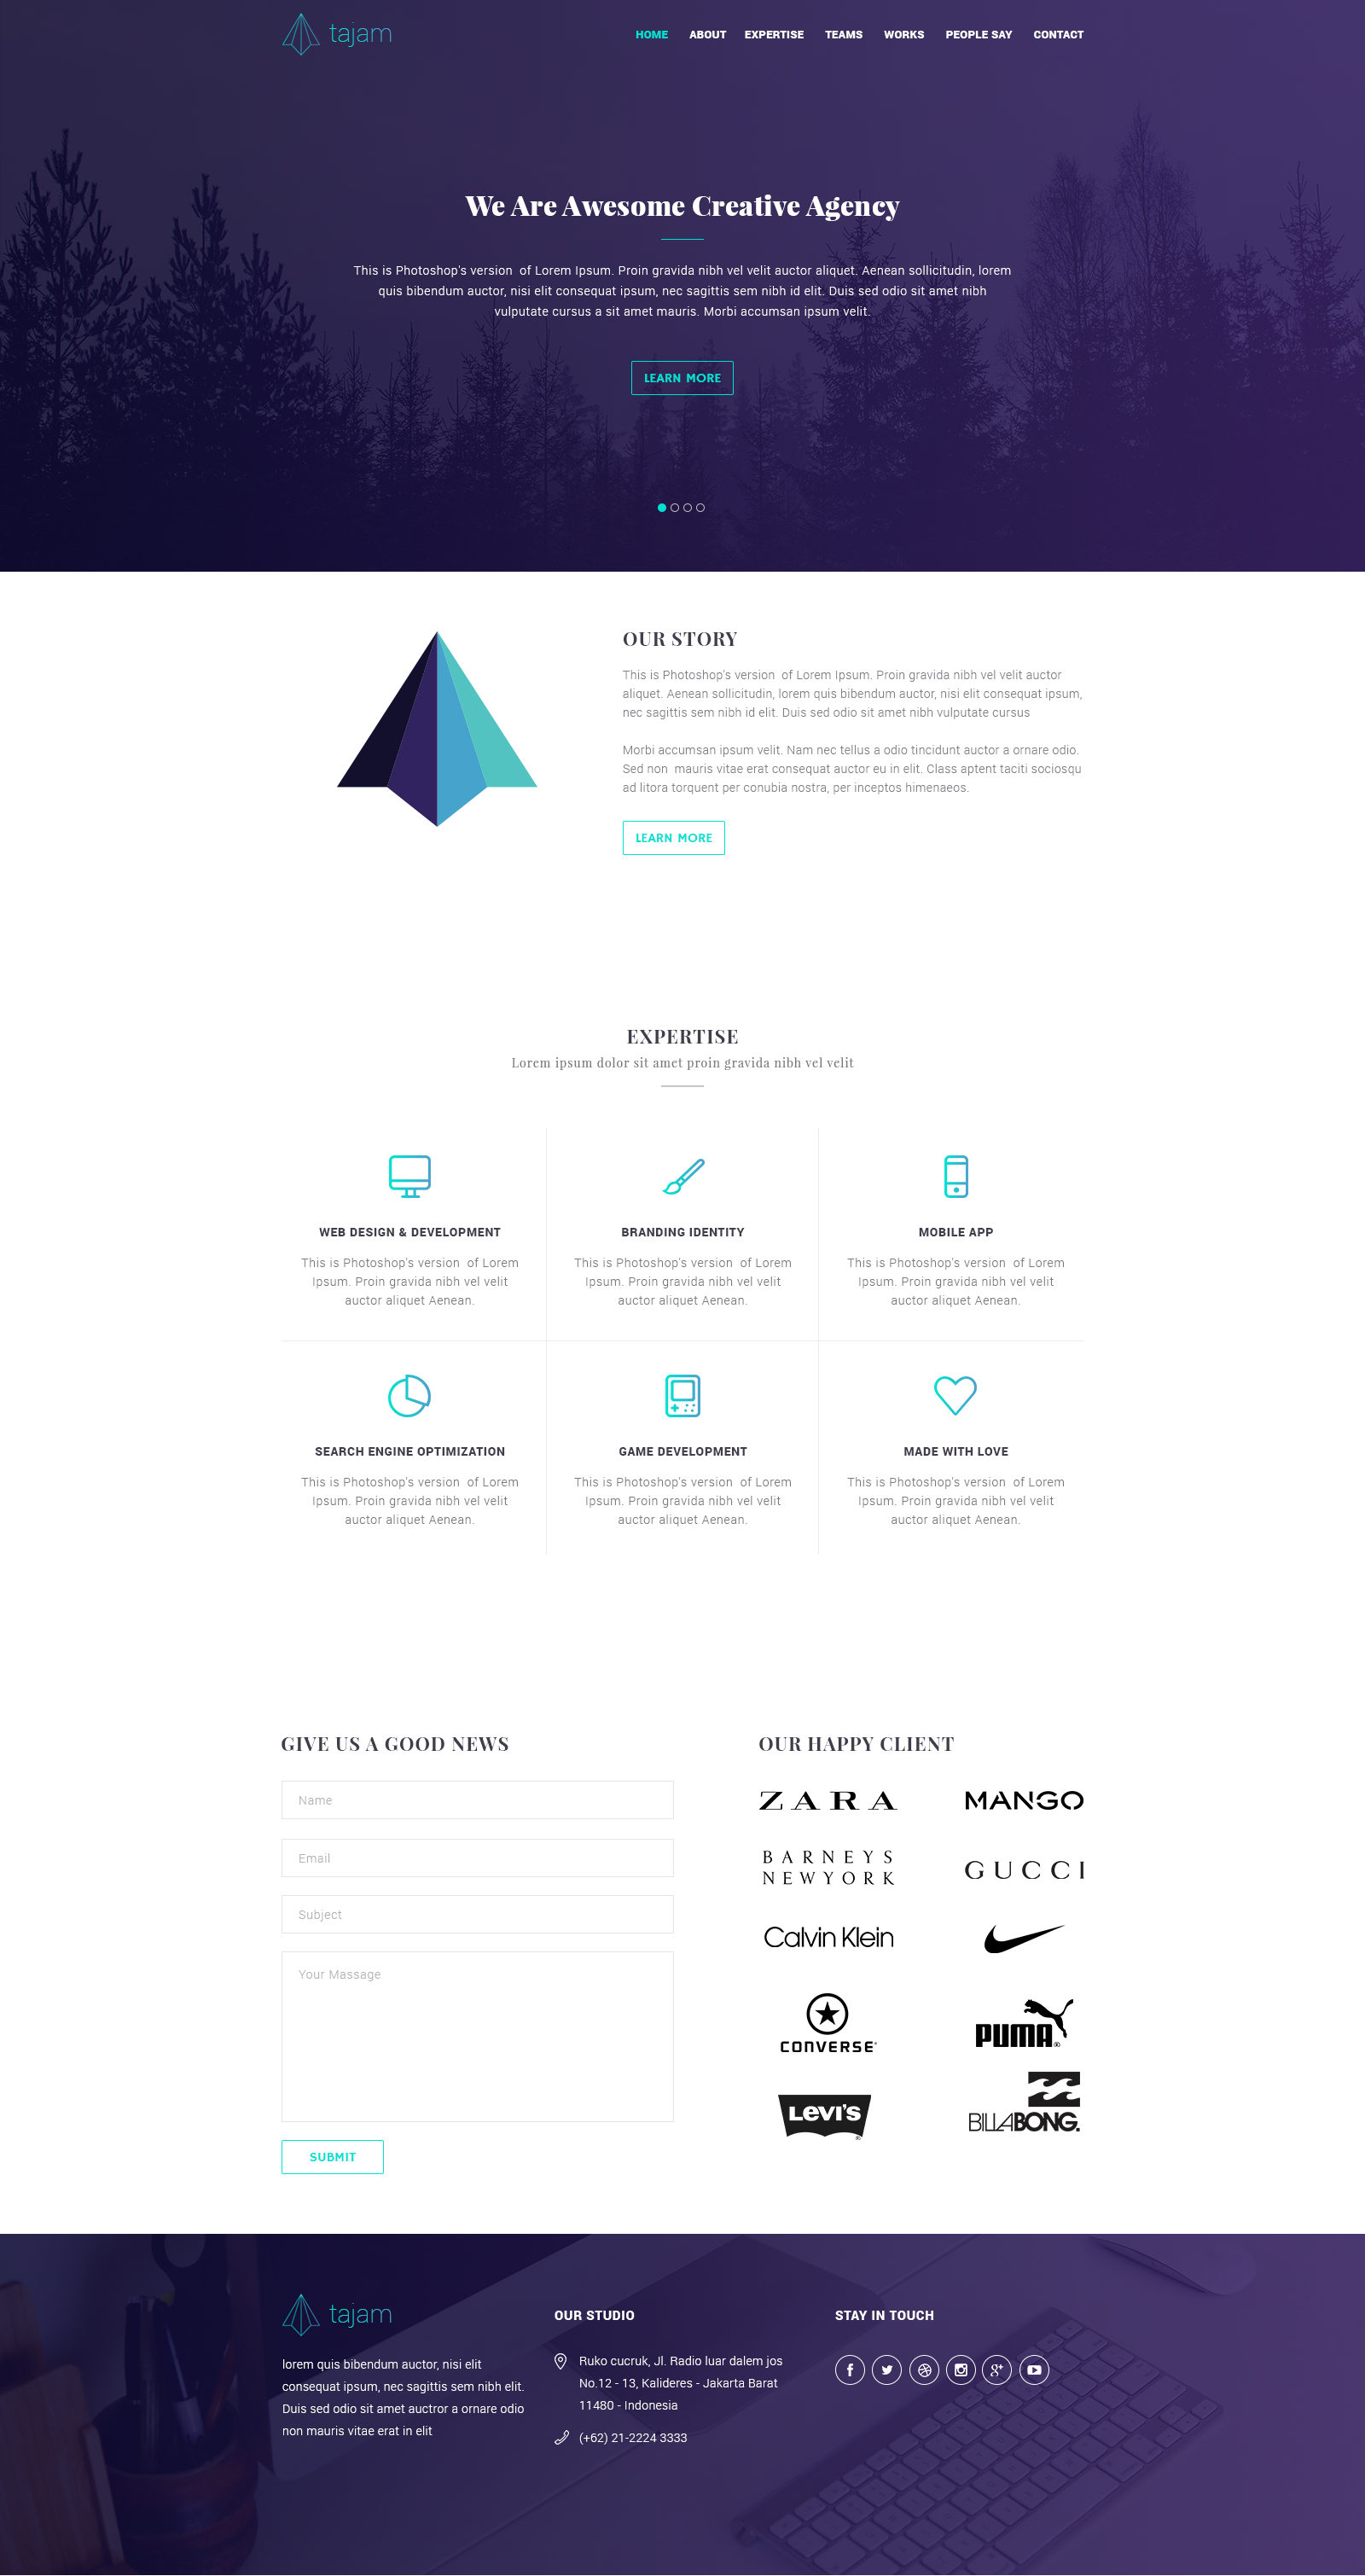 tajam
HOME ABOUT EXPERTISE TEAMS WORKS PEOPLE SAY CONTACT
We Are Awesome Creative Agency
This is Photoshop's version of Lorem Ipsum. Proin gravida nibh vel velit auctor aliquet. Aenean sollicitudin, lorem
quis bibendum auctor, nisi elit consequat ipsum, nec sagittis sem nibh id elit. Duis sed odio sit amet nibh
vulputate cursus a sit amet mauris. Morbi accumsan ipsum velit.
LEARN MORE
OUR STORY
This is Photoshop's version of Lorem Ipsum. Proin gravida nibh vel velit auctor
aliquet. Aenean sollicitudin, lorem quis bibendum auctor, nisi elit consequat ipsum,
nec sagittis sem nibh id elit. Duis sed odio sit amet nibh vulputate cursus
Morbi accumsan ipsum velit. Nam nec tellus a odio tincidunt auctor a ornare odio.
Sed non mauris vitae erat consequat auctor eu in elit. Class aptent taciti sociosqu
ad litora torquent per conubia nostra, per inceptos himenaeos.
LEARN MORE
EXPERTISE
Lorem ipsum dolor sit amet proin gravida nibh vel velit
WEB DESIGN & DEVELOPMENT
This is Photoshop's version of Lorem
Ipsum. Proin gravida nibh vel velit
auctor aliquet Aenean.
BRANDING IDENTITY
This is Photoshop's version of Lorem
Ipsum. Proin gravida nibh vel velit
auctor aliquet Aenean.
MOBILE APP
This is Photoshop's version of Lorem
Ipsum. Proin gravida nibh vel velit
auctor aliquet Aenean.
SEARCH ENGINE OPTIMIZATION
This is Photoshop's version of Lorem
Ipsum. Proin gravida nibh vel velit
auctor aliquet Aenean.
GAME DEVELOPMENT
This is Photoshop's version of Lorem
Ipsum. Proin gravida nibh vel velit
auctor aliquet Aenean.
MADE WITH LOVE
This is Photoshop's version of Lorem
Ipsum. Proin gravida nibh vel velit
auctor aliquet Aenean.
GIVE US A GOOD NEWS
Name
Email
Subject
Your Massage
SUBMIT
OUR HAPPY CLIENT
ZARA
MANGO
BARNEYS
NEWYORK
GUCCI
Calvin Klein
CONVERSE
PUMA®
LEVI'S®
BILLABONG.
tajam
lorem quis bibendum auctor, nisi elit
consequat ipsum, nec sagittis sem nibh elit.
Duis sed odio sit amet auctror a ornare odio
non mauris vitae erat in elit
OUR STUDIO
Ruko cucruk, Jl. Radio luar dalem jos
No.12 - 13, Kalideres - Jakarta Barat
11480 - Indonesia
(+62) 21-2224 3333
STAY IN TOUCH